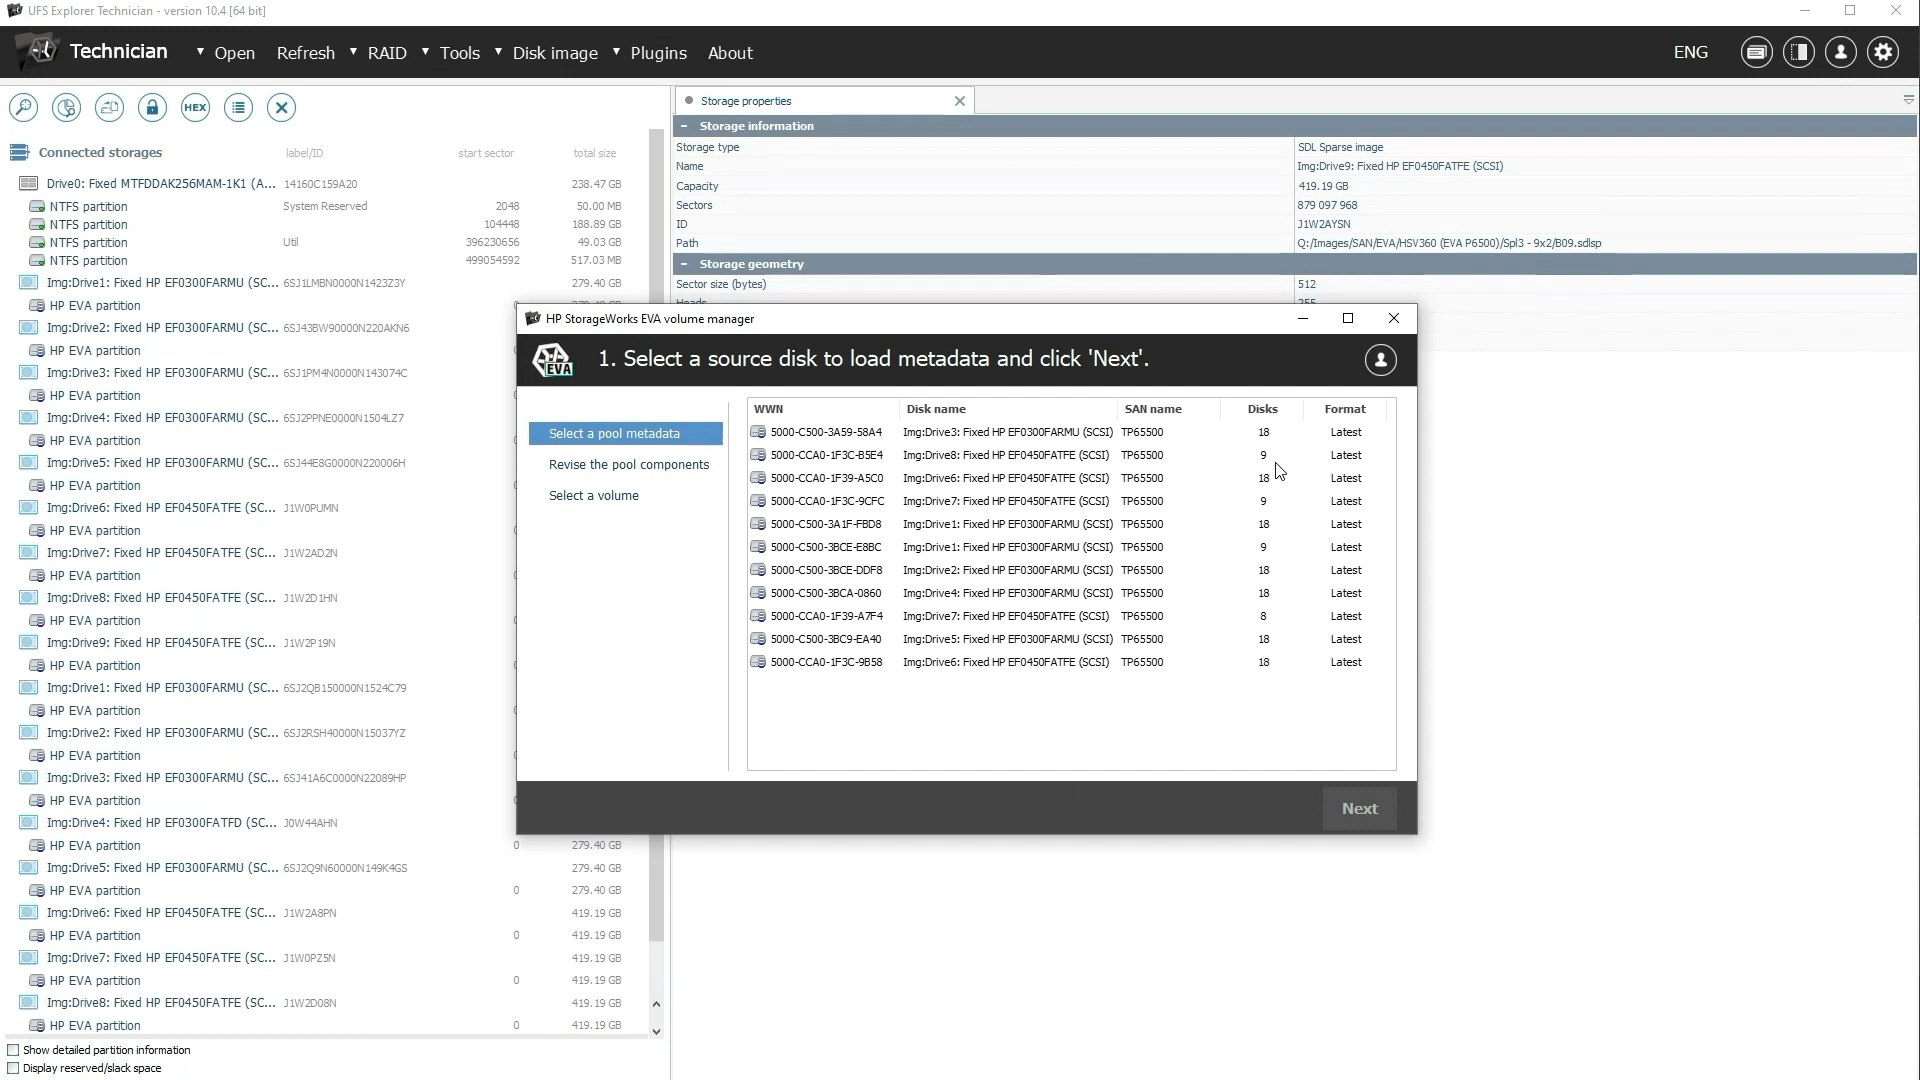 UFS Explorer Technician - version 10.4 [64 bit]
Technician
Open
Refresh
RAID
Tools
Disk image
Plugins
About
ENG
HEX
Connected storages label/ID start sector total size
Drive0: Fixed MTFDDAK256MAM-1K1 (A... 14160C159A20 238.47 GB
NTFS partition System Reserved 2048 50.00 MB
NTFS partition 104448 188.89 GB
NTFS partition Util 396230656 49.03 GB
NTFS partition 499054592 517.03 MB
Img:Drive1: Fixed HP EF0300FARMU (SC... 6SJ1LMBN0000N1423Z3Y 279.40 GB
HP EVA partition
Img:Drive2: Fixed HP EF0300FARMU (SC... 6SJ43BW90000N220AKN6
HP EVA partition
Img:Drive3: Fixed HP EF0300FARMU (SC... 6SJ1PM4N0000N143074C
HP EVA partition
Img:Drive4: Fixed HP EF0300FARMU (SC... 6SJ2PPNE0000N1504LZ7
HP EVA partition
Img:Drive5: Fixed HP EF0300FARMU (SC... 6SJ44E8G0000N220006H
HP EVA partition
Img:Drive6: Fixed HP EF0450FATFE (SC... J1W0PUMN
HP EVA partition
Img:Drive7: Fixed HP EF0450FATFE (SC... J1W2AD2N
HP EVA partition
Img:Drive8: Fixed HP EF0450FATFE (SC... J1W2D1HN
HP EVA partition
Img:Drive9: Fixed HP EF0450FATFE (SC... J1W2P19N
HP EVA partition
Img:Drive1: Fixed HP EF0300FARMU (SC... 6SJ2QB150000N1524C79
HP EVA partition
Img:Drive2: Fixed HP EF0300FARMU (SC... 6SJ2RSH40000N15037YZ
HP EVA partition
Img:Drive3: Fixed HP EF0300FARMU (SC... 6SJ41A6C0000N22089HP
HP EVA partition
Img:Drive4: Fixed HP EF0300FATFD (SC... J0W44AHN
HP EVA partition 0 279.40 GB
Img:Drive5: Fixed HP EF0300FARMU (SC... 6SJ2Q9N60000N149K4GS 279.40 GB
HP EVA partition 0 279.40 GB
Img:Drive6: Fixed HP EF0450FATFE (SC... J1W2A8PN 419.19 GB
HP EVA partition 0 419.19 GB
Img:Drive7: Fixed HP EF0450FATFE (SC... J1W0PZ5N 419.19 GB
HP EVA partition 0 419.19 GB
Img:Drive8: Fixed HP EF0450FATFE (SC... J1W2D08N 419.19 GB
HP EVA partition 0 419.19 GB
Show detailed partition information
Display reserved/slack space
Storage properties
Storage information
Storage type SDL Sparse image
Name Img:Drive9: Fixed HP EF0450FATFE (SCSI)
Capacity 419.19 GB
Sectors 879 097 968
ID J1W2AYSN
Path Q:/Images/SAN/EVA/HSV360 (EVA P6500)/Spl3 - 9x2/B09.sdlsp
Storage geometry
Sector size (bytes) 512
Heads 255
HP StorageWorks EVA volume manager
EVA
1. Select a source disk to load metadata and click 'Next'.
Select a pool metadata
Revise the pool components
Select a volume
WWN Disk name SAN name Disks Format
5000-C500-3A59-58A4 Img:Drive3: Fixed HP EF0300FARMU (SCSI) TP65500 18 Latest
5000-CCA0-1F3C-B5E4 Img:Drive8: Fixed HP EF0450FATFE (SCSI) TP65500 9 Latest
5000-CCA0-1F39-A5C0 Img:Drive6: Fixed HP EF0450FATFE (SCSI) TP65500 18 Latest
5000-CCA0-1F3C-9CFC Img:Drive7: Fixed HP EF0450FATFE (SCSI) TP65500 9 Latest
5000-C500-3A1F-FBD8 Img:Drive1: Fixed HP EF0300FARMU (SCSI) TP65500 18 Latest
5000-C500-3BCE-E8BC Img:Drive1: Fixed HP EF0300FARMU (SCSI) TP65500 9 Latest
5000-C500-3BCE-DDF8 Img:Drive2: Fixed HP EF0300FARMU (SCSI) TP65500 18 Latest
5000-C500-3BCA-0860 Img:Drive4: Fixed HP EF0300FARMU (SCSI) TP65500 18 Latest
5000-CCA0-1F39-A7F4 Img:Drive7: Fixed HP EF0450FATFE (SCSI) TP65500 8 Latest
5000-C500-3BC9-EA40 Img:Drive5: Fixed HP EF0300FARMU (SCSI) TP65500 18 Latest
5000-CCA0-1F3C-9B58 Img:Drive6: Fixed HP EF0450FATFE (SCSI) TP65500 18 Latest
Next